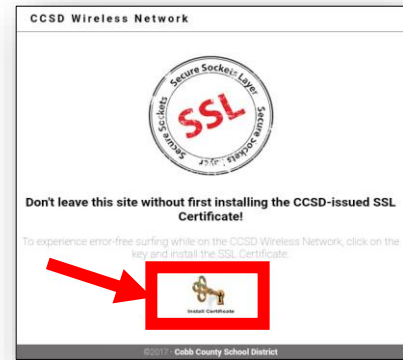 CCSD Wireless Network
Secure Sockets Layer
Secure Sockets Layer
SSL
Don't leave this site without first installing the CCSD-issued SSL
Certificate!
To experience error-free surfing while on the CCSD Wireless Network, click on the
key and install the SSL Certificate.
Install Certificate
©2017 - Cobb County School District